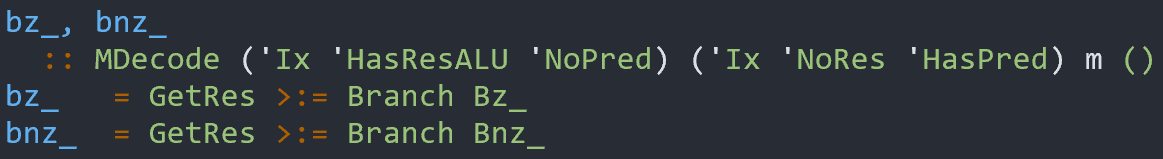 bz_, bnz_
  :: MDecode ('Ix 'HasResALU 'NoPred) ('Ix 'NoRes 'HasPred) m ()
bz_   = GetRes >:= Branch Bz_
bnz_  = GetRes >:= Branch Bnz_